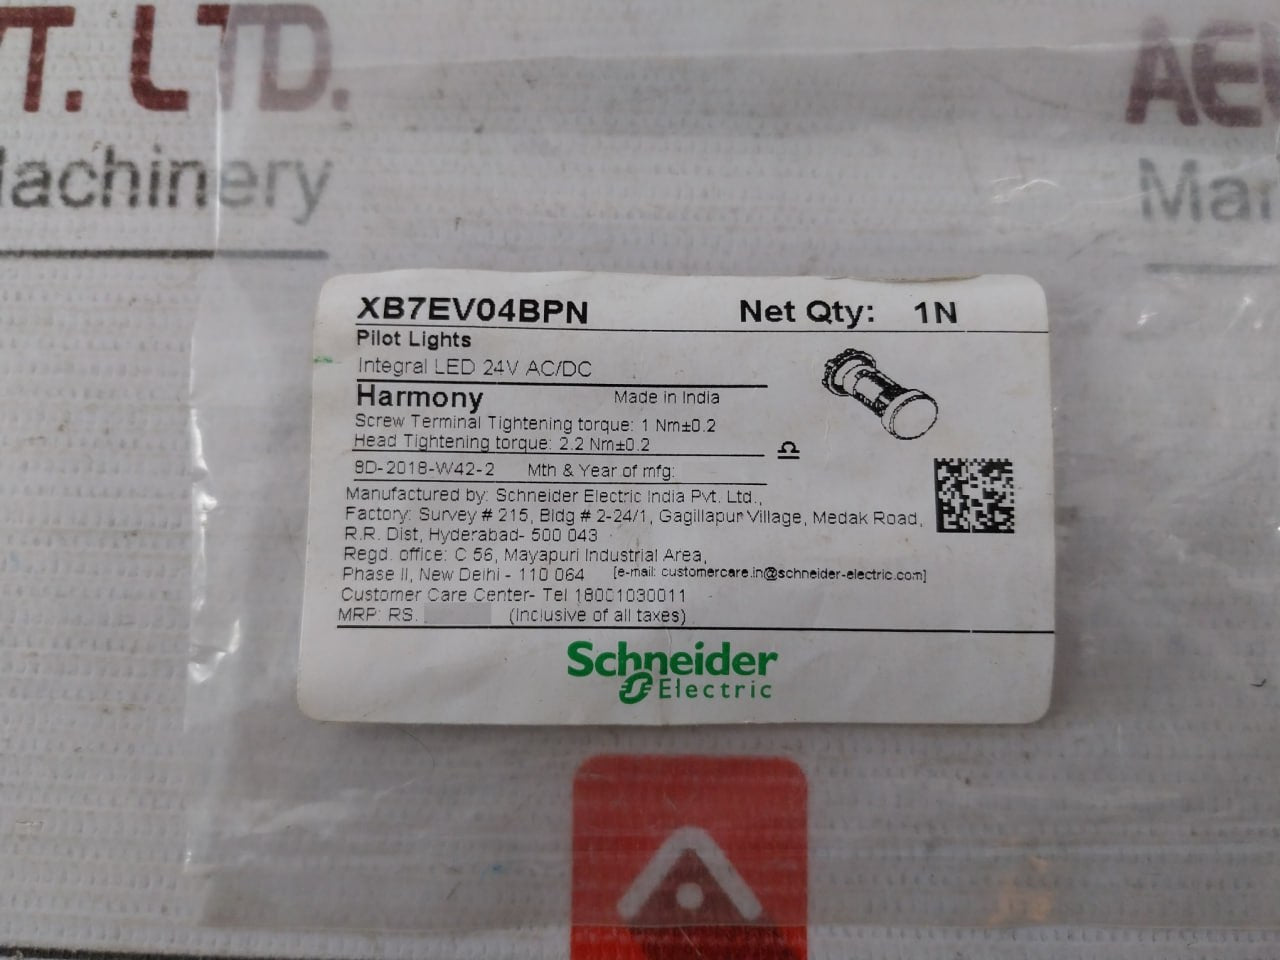 T. LTD.
Machinery
XB7EV04BPN Net Qty: 1N
Pilot Lights
Integral LED 24V AC/DC
Harmony Made in India
Screw Terminal Tightening torque: 1 Nm±0.2
Head Tightening torque: 2.2 Nm±0.2
8D-2018-W42-2 Mth & Year of mfg:
Manufactured by: Schneider Electric India Pvt. Ltd.,
Factory: Survey # 215, Bldg # 2-24/1, Gagillapur Village, Medak Road,
R.R. Dist, Hyderabad- 500 043
Regd. office: C 56, Mayapuri Industrial Area,
Phase II, New Delhi - 110 064 [e-mail: customercare.in@schneider-electric.com]
Customer Care Center- Tel 18001030011
MRP: RS. (Inclusive of all taxes)
Schneider
Electric